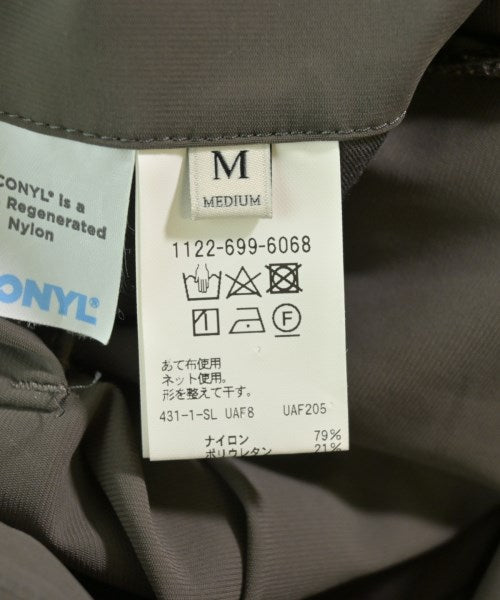 CONYL® Is a
Regenerated
Nylon
ONYL®
M
MEDIUM
1122-699-6068
あて布使用
ネット使用。
形を整えて干す。
431-1-SL UAF8 UAF205
ナイロン 79%
ポリウレタン 21%